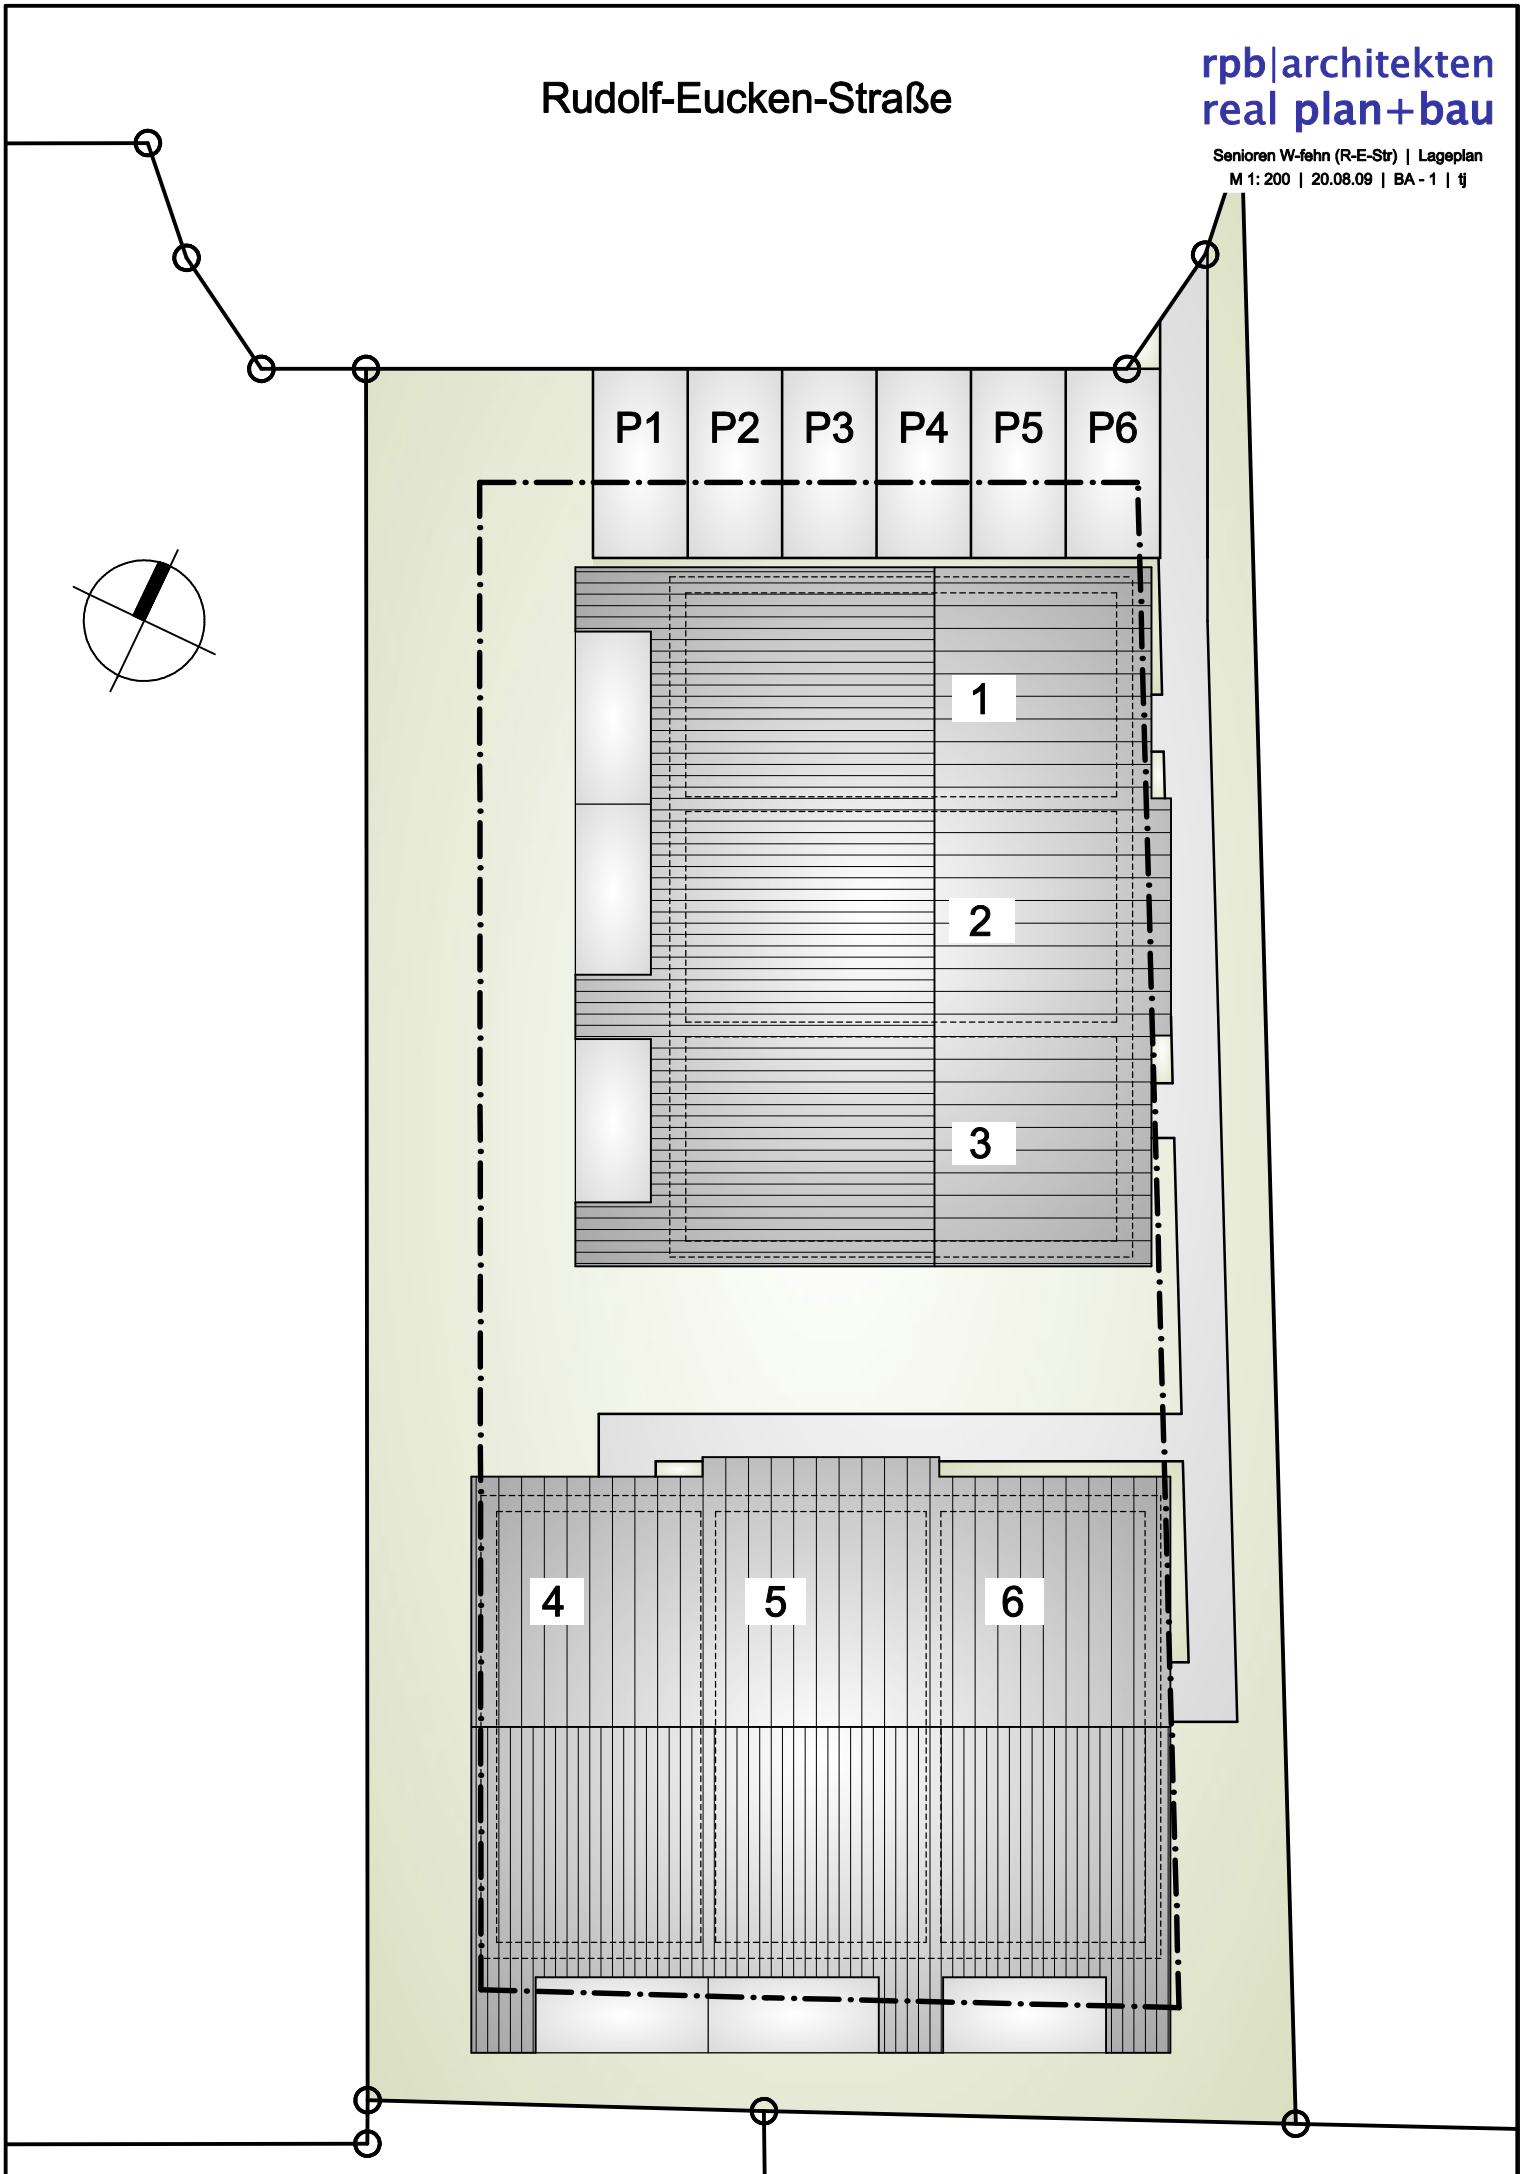 Rudolf-Eucken-Straße
rpb|architekten
real plan+bau
Senioren W-fehn (R-E-Str) | Lageplan
M 1: 200 | 20.08.09 | BA - 1 | tj
P1 P2 P3 P4 P5 P6
1
2
3
4 5 6